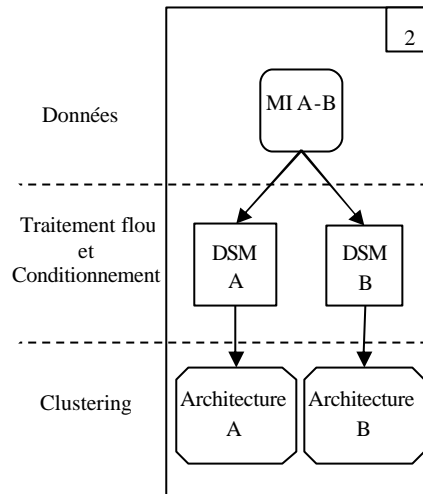 2
MI A-B
Données
Traitement flou
et
Conditionnement
DSM
A
DSM
B
Clustering
Architecture
A
Architecture
B